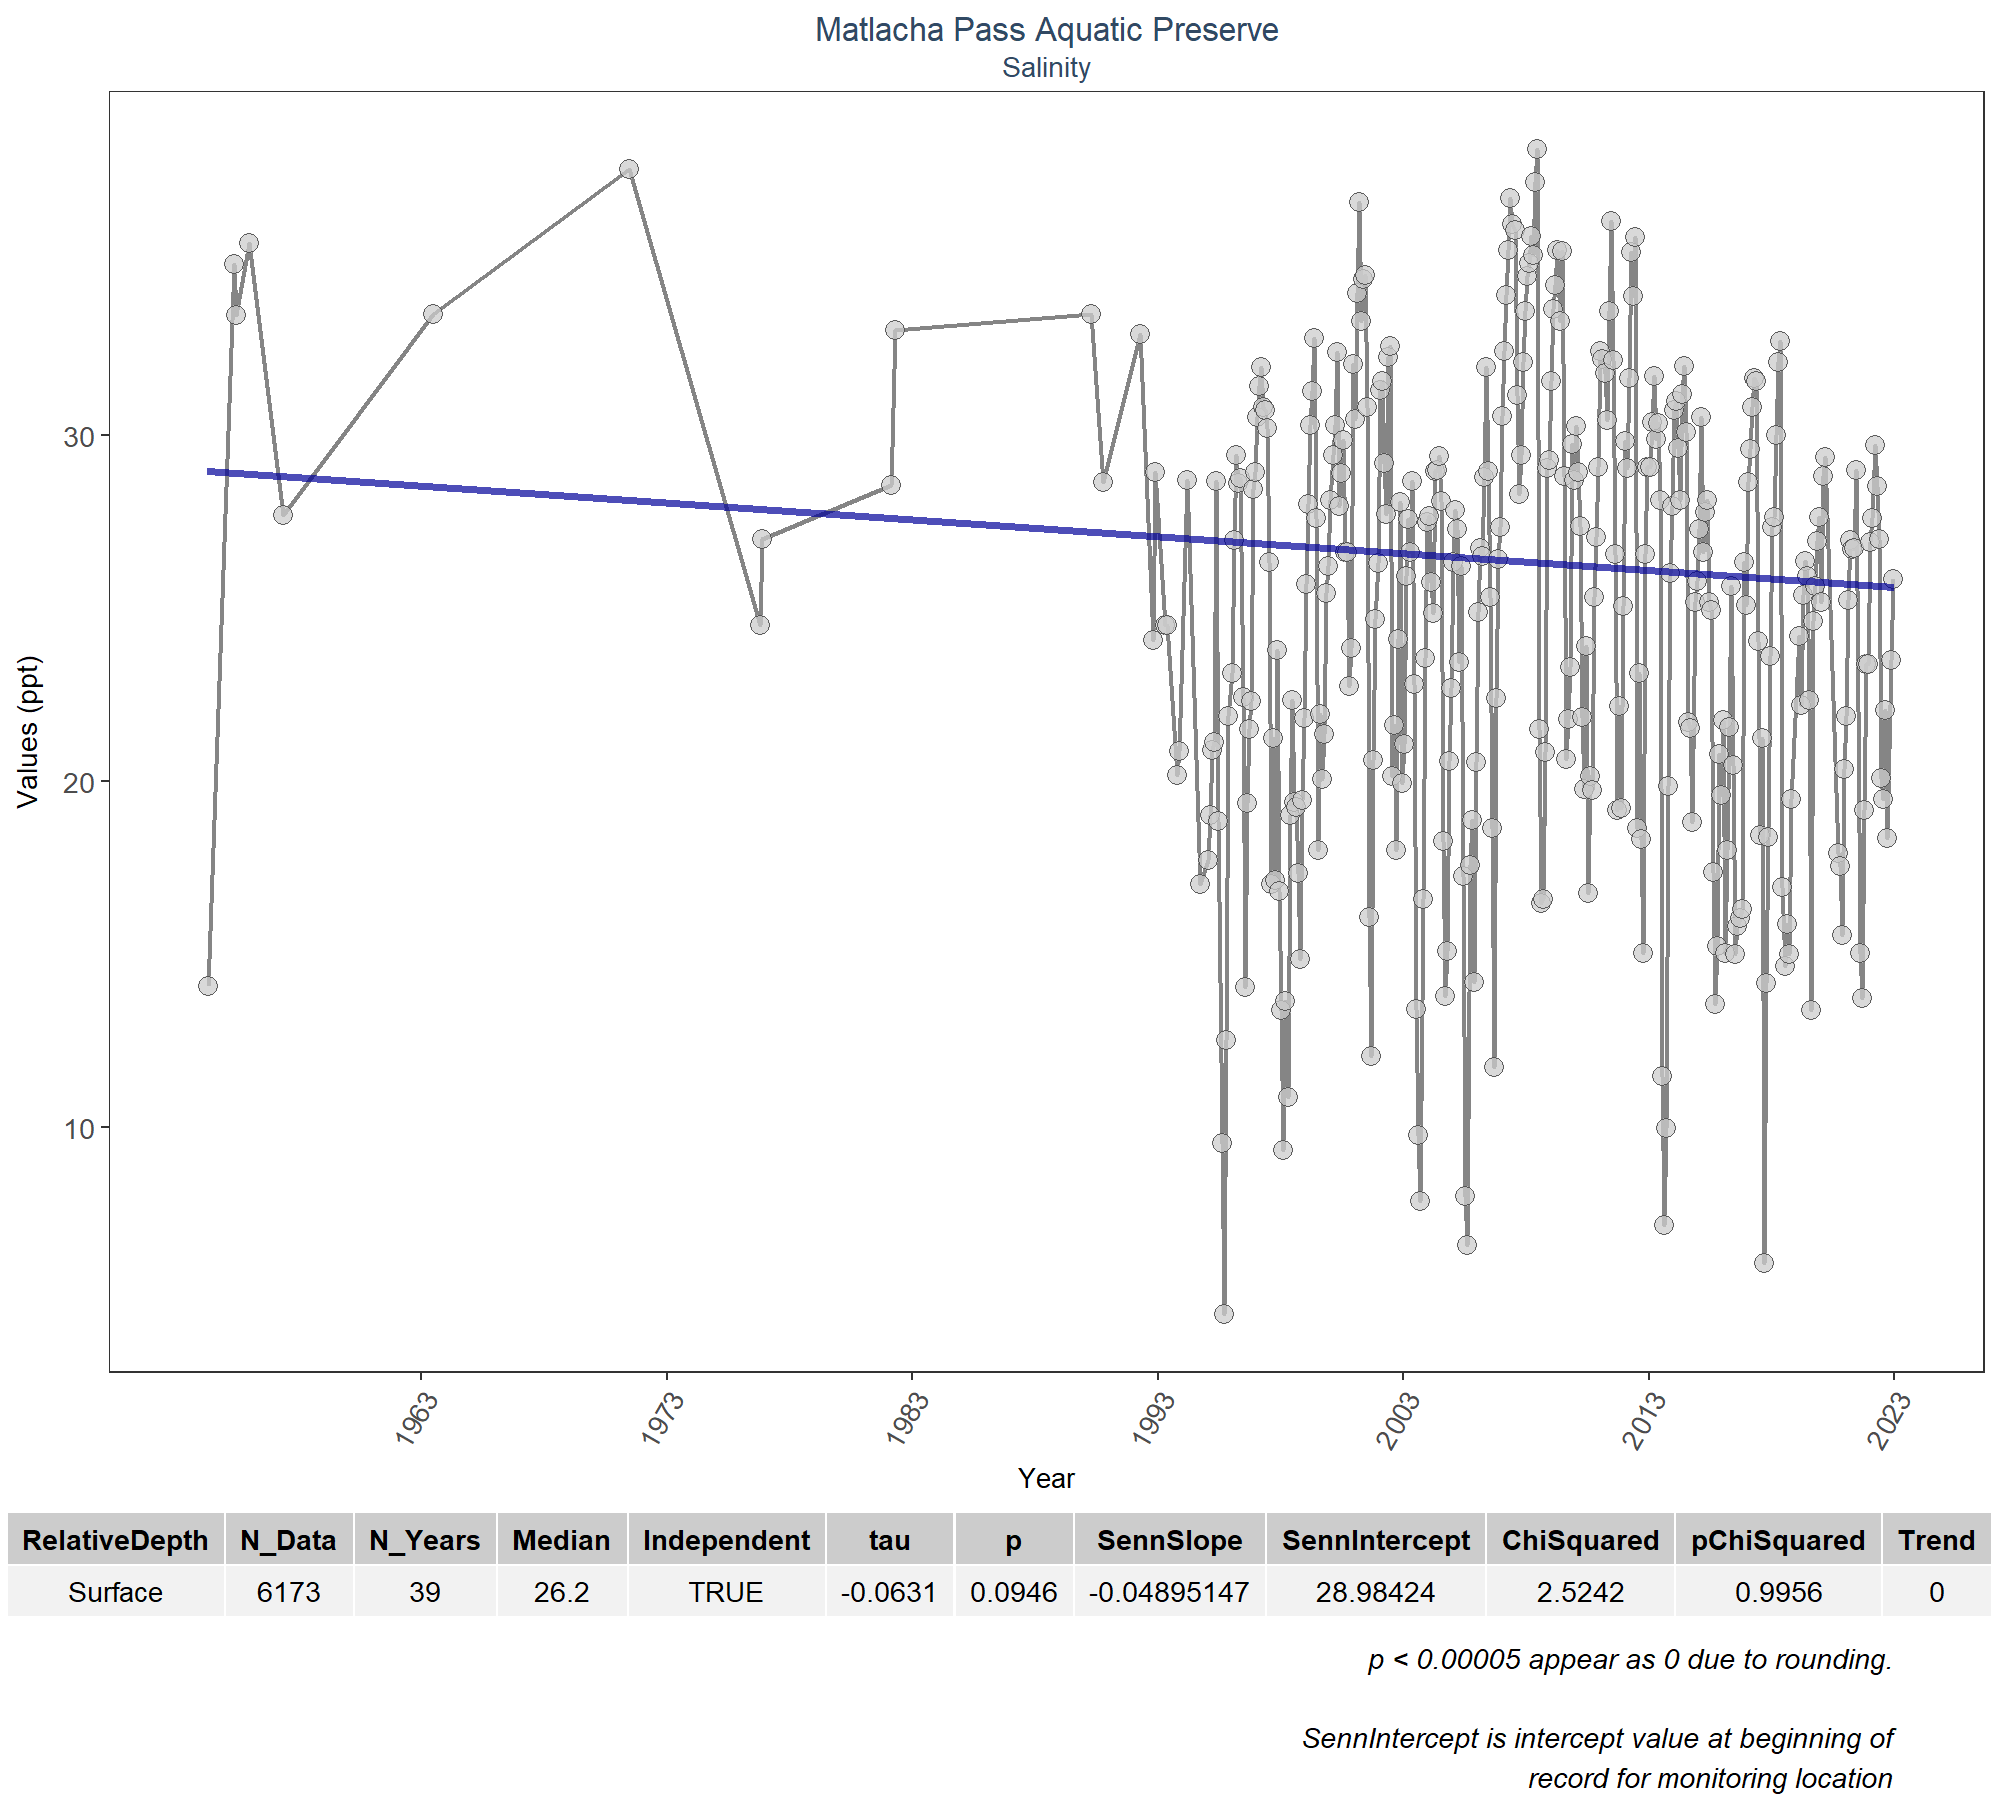 Matlacha Pass Aquatic Preserve
Salinity
Values (ppt)
30
20
10
1963
1973
1983
1993
2003
2013
2023
Year
RelativeDepth N_Data N_Years Median Independent tau p SennSlope SennIntercept ChiSquared pChiSquared Trend
Surface 6173 39 26.2 TRUE -0.0631 0.0946 -0.04895147 28.98424 2.5242 0.9956 0
p < 0.00005 appear as 0 due to rounding.
SennIntercept is intercept value at beginning of
record for monitoring location